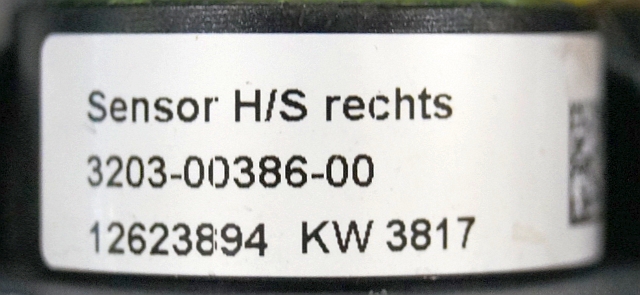 Sensor H/S rechts
3203-00386-00
12623894 KW 3817